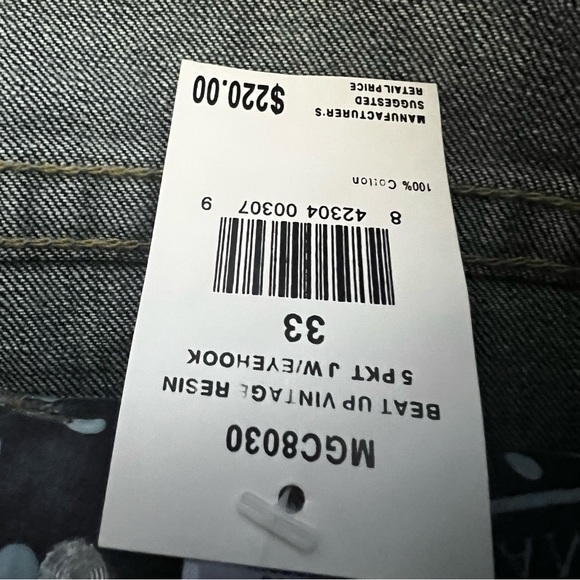 MGC8030
BEAT UP VINTAGE RESIN
5 PKT J W/EYEHOOK
33
8 42304 00307 9
100% Cotton
MANUFACTURER'S
SUGGESTED
RETAIL PRICE
$220.00